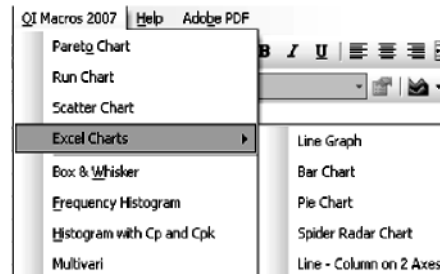 QI Macros 2007 Help Adobe PDF
Pareto Chart
B I U
Run Chart
Scatter Chart
Excel Charts
Line Graph
Box & Whisker
Bar Chart
Frequency Histogram
Pie Chart
Histogram with Cp and Cpk
Spider Radar Chart
Multivari
Line - Column on 2 Axes